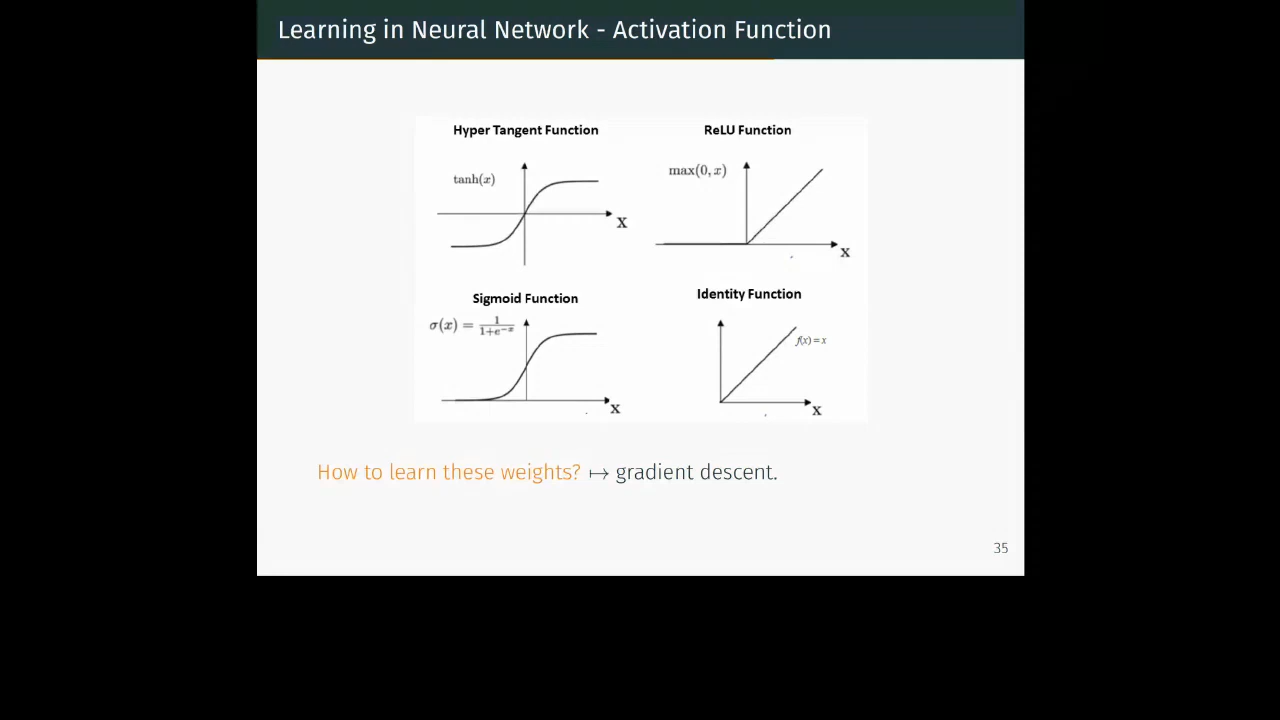 Learning in Neural Network - Activation Function
Hyper Tangent Function
tanh(x)
X
ReLU Function
max(0, x)
X
Sigmoid Function
σ(x) = 1/1+e^-x
X
Identity Function
f(x) = x
X
How to learn these weights? ↦ gradient descent.
35